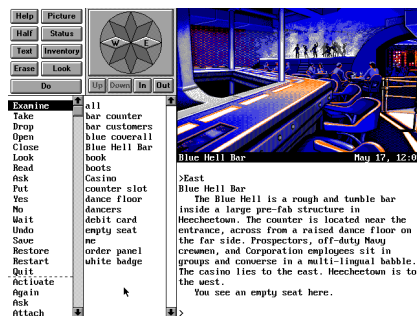 Help Picture
Half Status
Text Inventory
Erase Look
Do
W E
Up Down In Out
Examine
Take
Drop
Open
Close
Look
Read
Ask
Put
Yes
No
Wait
Undo
Save
Restore
Restart
Quit
Activate
Again
Ask
Attach
all
bar counter
bar customers
blue coverall
Blue Hell Bar
book
boots
Casino
counter slot
dance floor
dancers
debit card
empty seat
me
order panel
white badge
Blue Hell Bar May 17, 12:0
>East
Blue Hell Bar
The Blue Hell is a rough and tumble bar
inside a large pre-fab structure in
Heecheetown. The counter is located near the
entrance, across from a raised dance floor on
the far side. Prospectors, off-duty Navy
crewmen, and Corporation employees sit in
groups and converse in a multi-lingual babble.
The casino lies to the east. Heecheetown is to
the west.
You see an empty seat here.
>